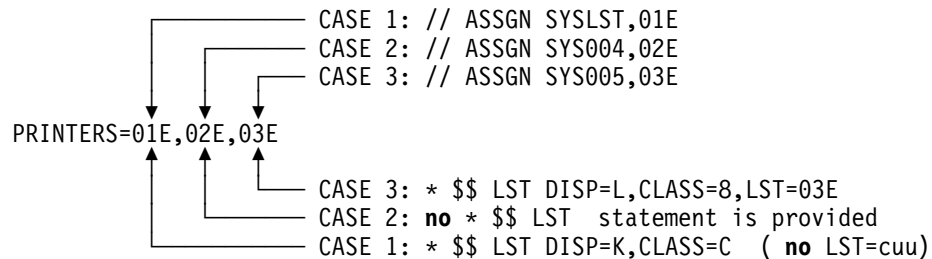 CASE 1: // ASSGN SYSLST,01E
CASE 2: // ASSGN SYS004,02E
CASE 3: // ASSGN SYS005,03E
PRINTERS=01E,02E,03E
CASE 3: * $$ LST DISP=L,CLASS=8,LST=03E
CASE 2: no * $$ LST  statement is provided
CASE 1: * $$ LST DISP=K,CLASS=C  ( no LST=cuu)